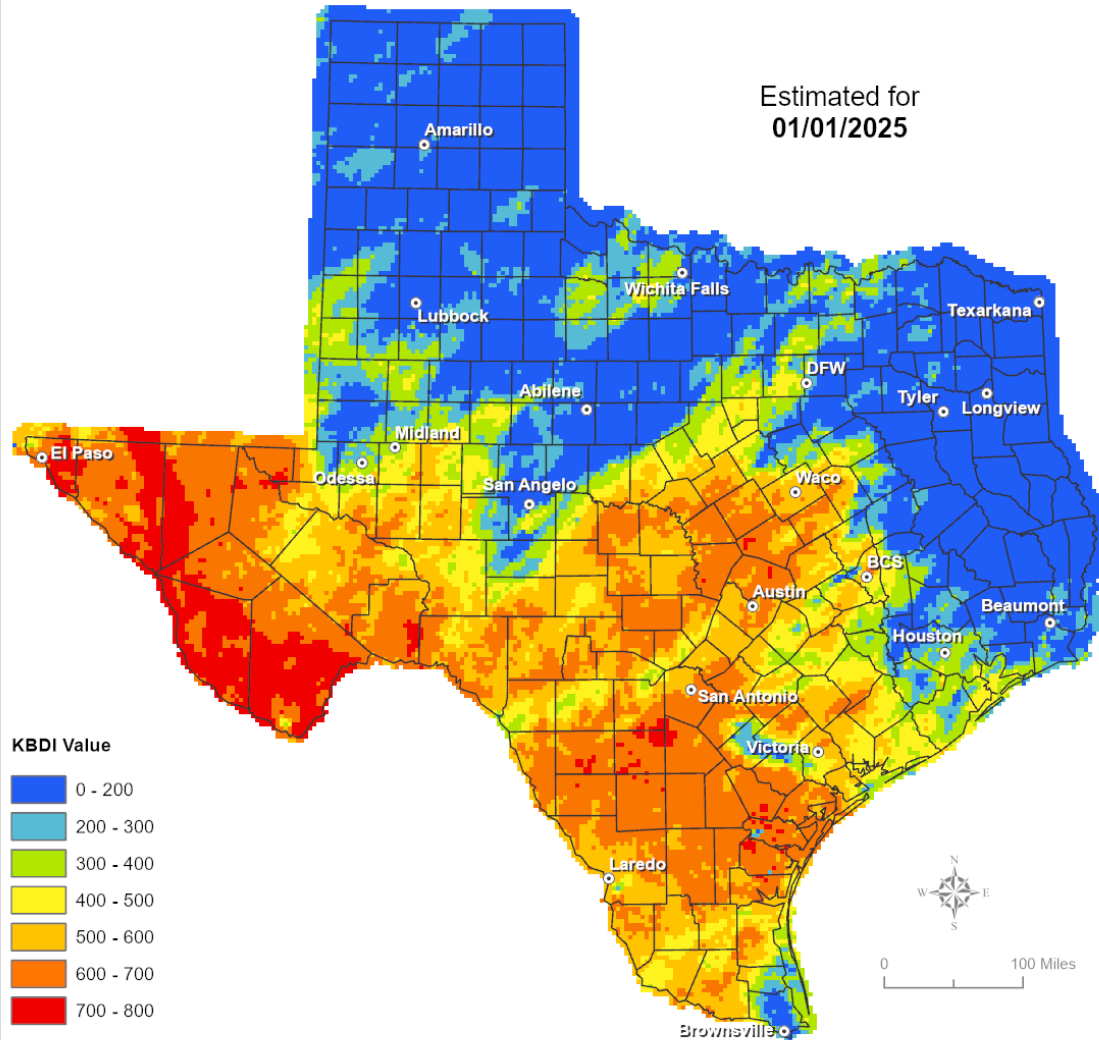 Estimated for
01/01/2025
Amarillo
Wichita Falls
Lubbock
Texarkana
DFW
Abilene
Tyler
Longview
Midland
El Paso
Odessa
San Angelo
Waco
BCS
Austin
Beaumont
Houston
San Antonio
Victoria
KBDI Value
0 - 200
200 - 300
300 - 400
400 - 500
500 - 600
600 - 700
700 - 800
Laredo
Brownsville
N
W
E
S
0
100 Miles